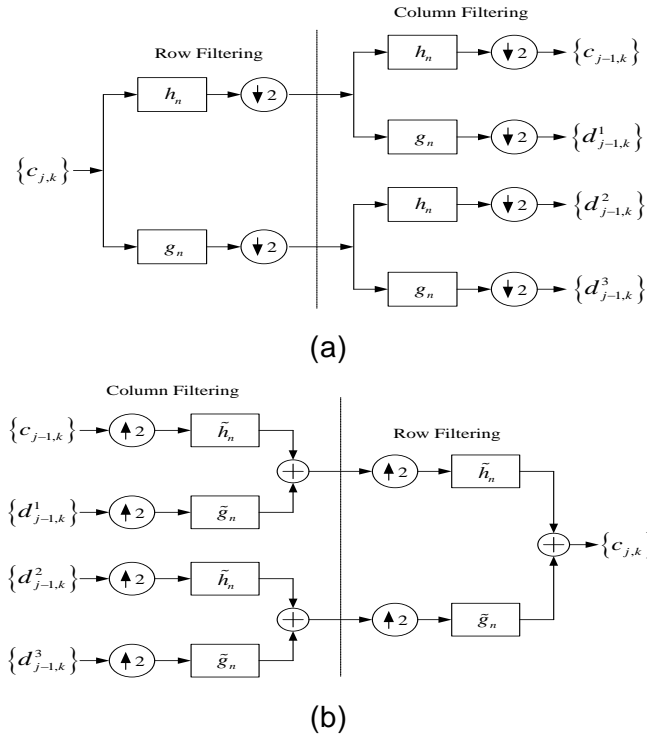 Column Filtering
Row Filtering
h_n
↓2
h_n
↓2
{c_{j-1,k}}
g_n
↓2
{d^1_{j-1,k}}
{c_{j,k}}
h_n
↓2
{d^2_{j-1,k}}
g_n
↓2
g_n
↓2
{d^3_{j-1,k}}
(a)
Column Filtering
Row Filtering
{c_{j-1,k}}
↑2
h̃_n
+
↑2
h̃_n
{d^1_{j-1,k}}
↑2
g̃_n
+
{c_{j,k}
{d^2_{j-1,k}}
↑2
h̃_n
+
↑2
g̃_n
{d^3_{j-1,k}}
↑2
g̃_n
(b)